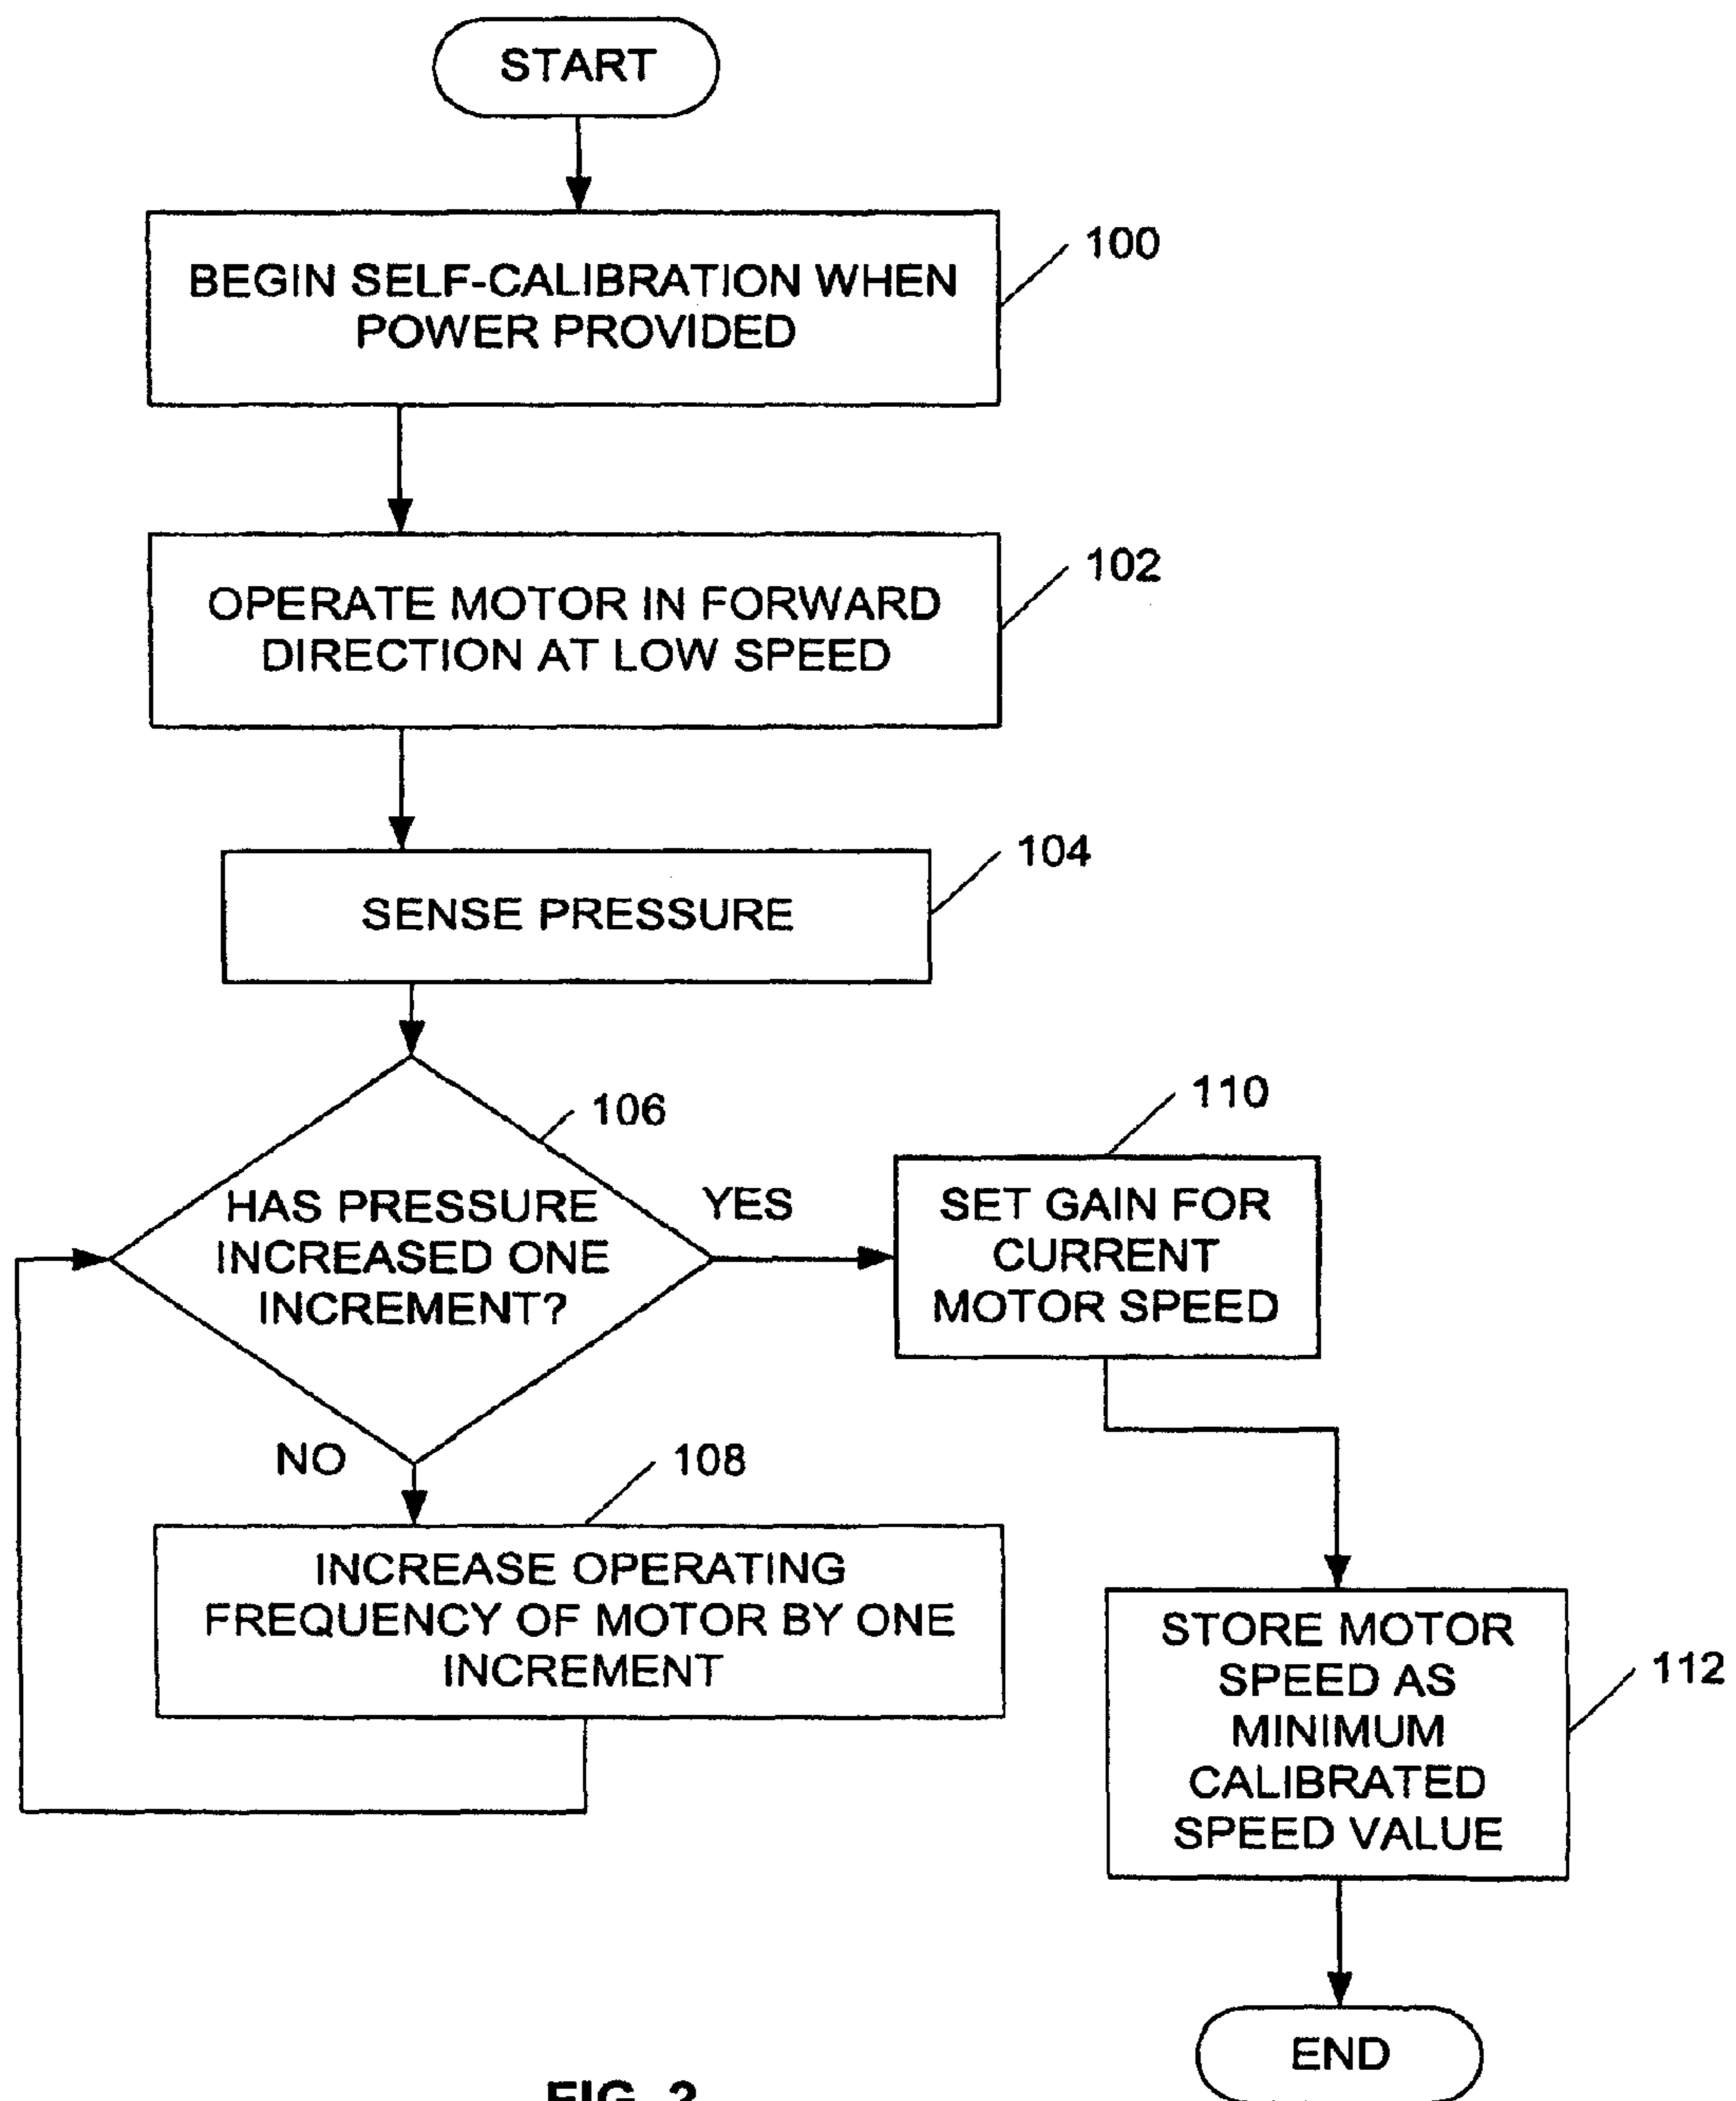 START
BEGIN SELF-CALIBRATION WHEN
POWER PROVIDED
100
OPERATE MOTOR IN FORWARD
DIRECTION AT LOW SPEED
102
SENSE PRESSURE
104
HAS PRESSURE
INCREASED ONE
INCREMENT?
106
YES
SET GAIN FOR
CURRENT
MOTOR SPEED
110
NO
INCREASE OPERATING
FREQUENCY OF MOTOR BY ONE
INCREMENT
108
STORE MOTOR
SPEED AS
MINIMUM
CALIBRATED
SPEED VALUE
112
END
FIG. 2